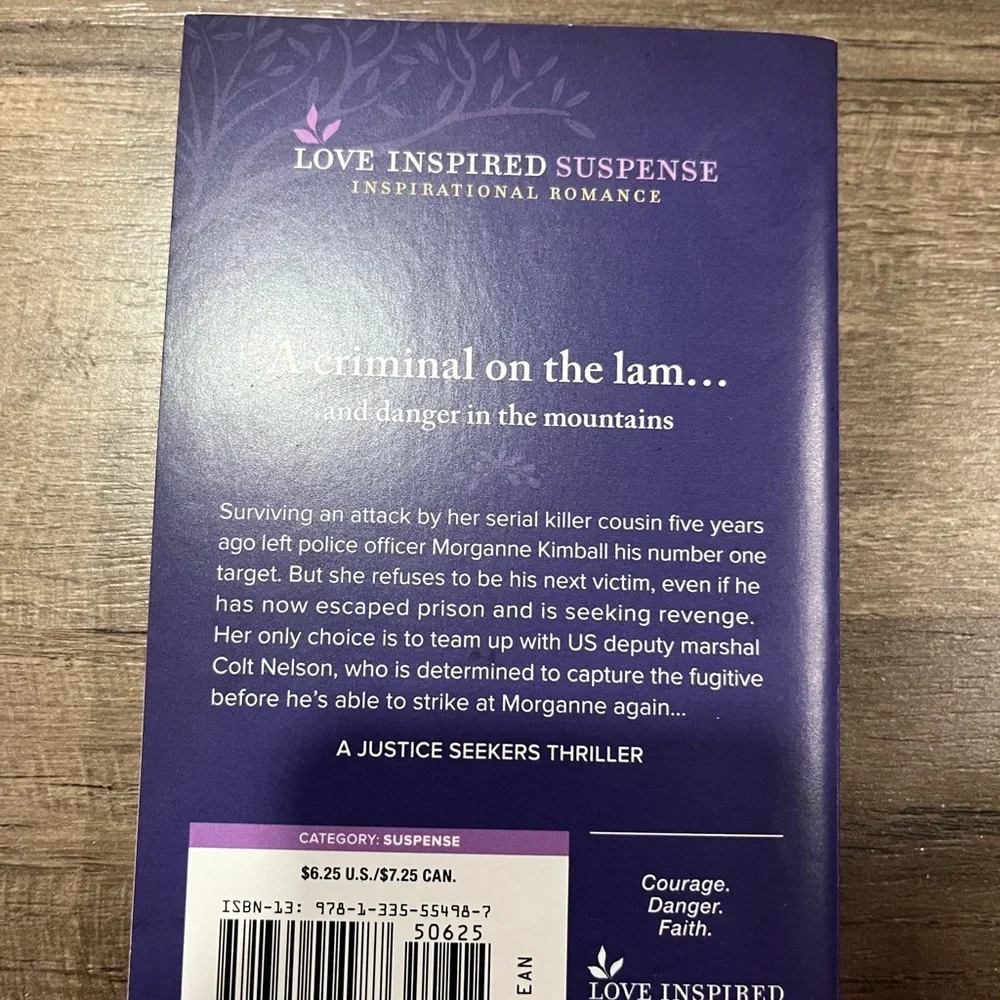 LOVE INSPIRED SUSPENSE
INSPIRATIONAL ROMANCE
A criminal on the lam...
and danger in the mountains
Surviving an attack by her serial killer cousin five years
ago left police officer Morganne Kimball his number one
target. But she refuses to be his next victim, even if he
has now escaped prison and is seeking revenge.
Her only choice is to team up with US deputy marshal
Colt Nelson, who is determined to capture the fugitive
before he's able to strike at Morganne again...
A JUSTICE SEEKERS THRILLER
CATEGORY: SUSPENSE
$6.25 U.S./$7.25 CAN.
ISBN-13: 978-1-335-55498-7
50625
EAN
Courage.
Danger.
Faith.
LOVE INSPIRED